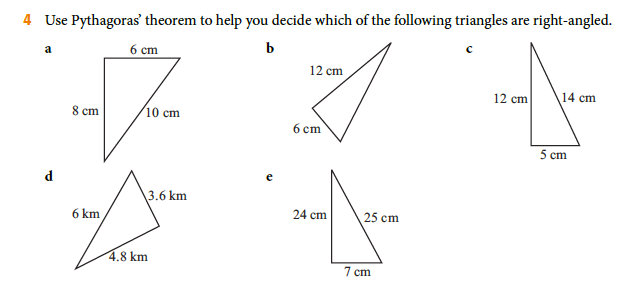 4 Use Pythagoras' theorem to help you decide which of the following triangles are right-angled.
a
6 cm
8 cm
10 cm
b
12 cm
6 cm
c
12 cm
14 cm
5 cm
d
6 km
3.6 km
4.8 km
e
24 cm
25 cm
7 cm